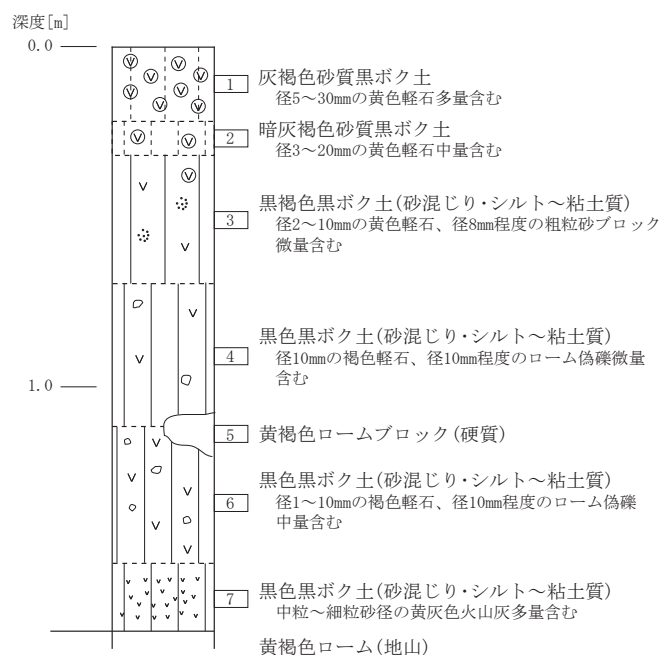 深度[m]
0.0
1
灰褐色砂質黒ボク土
径5～30mmの黄色軽石多量含む
2
暗灰褐色砂質黒ボク土
径3～20mmの黄色軽石中量含む
3
黒褐色黒ボク土(砂混じり・シルト～粘土質)
径2～10mmの黄色軽石、径8mm程度の粗粒砂ブロック
微量含む
4
黒色黒ボク土(砂混じり・シルト～粘土質)
径10mmの褐色軽石、径10mm程度のローム偽礫微量
含む
1.0
5
黄褐色ロームブロック(硬質)
6
黒色黒ボク土(砂混じり・シルト～粘土質)
径1～10mmの褐色軽石、径10mm程度のローム偽礫
中量含む
7
黒色黒ボク土(砂混じり・シルト～粘土質)
中粒～細粒砂径の黄灰色火山灰多量含む
黄褐色ローム(地山)